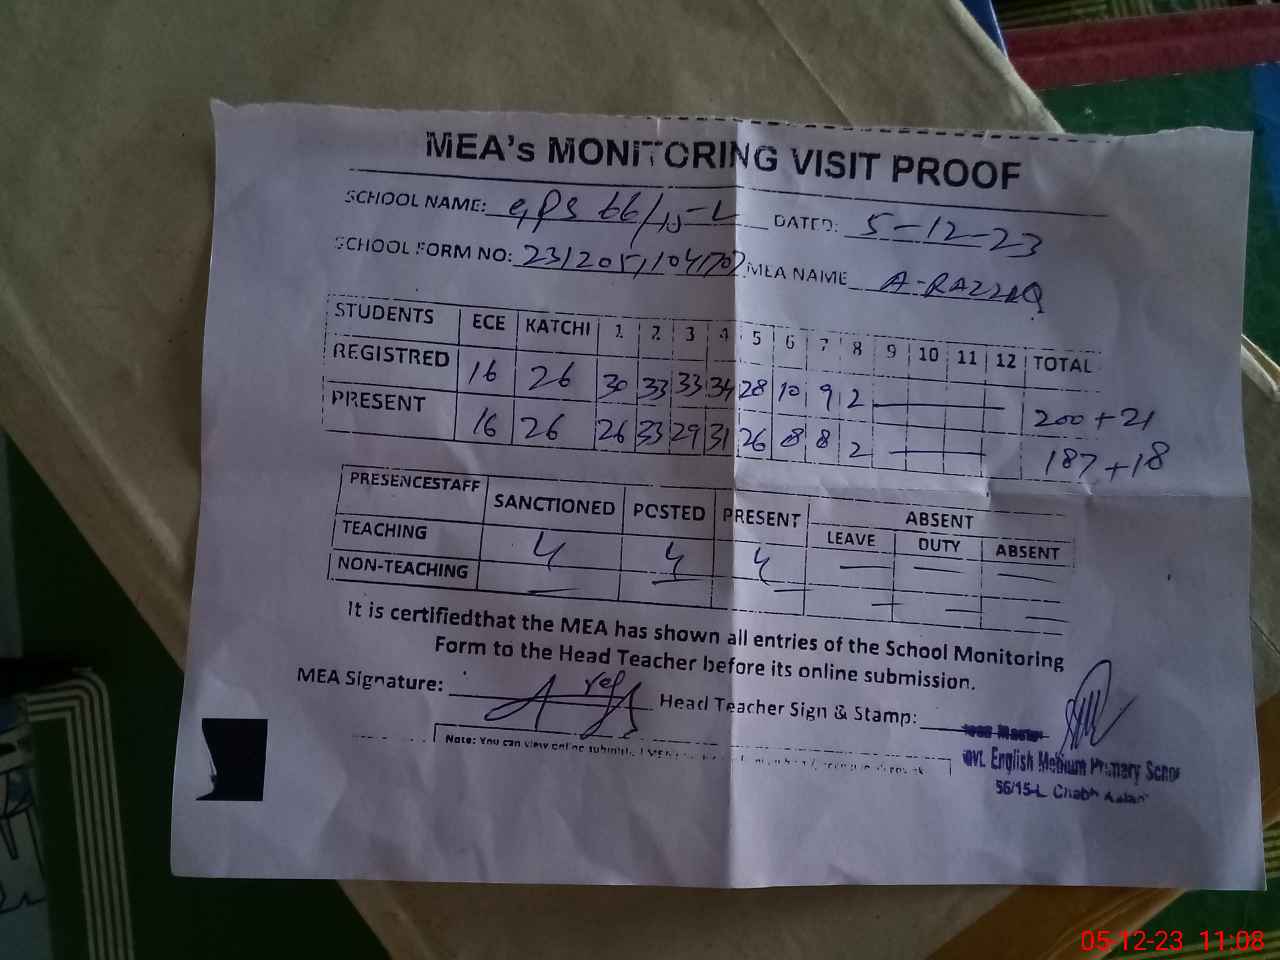 MEA's MONITORING VISIT PROOF
SCHOOL NAME: GPS 66/15-L DATED: 5-12-23
SCHOOL FORM NO: MEA NAME A-RAZZAQ
STUDENTS ECE KATCHI 1 2 3 4 5 6 7 8 9 10 11 12 TOTAL
REGISTRED 16 26 30 33 33 34 28 10 9 2 200+21
PRESENT 16 26 26 33 29 31 26 8 8 2 187+18
PRESENCESTAFF SANCTIONED POSTED PRESENT ABSENT
LEAVE DUTY ABSENT
TEACHING 4 4 4 — — —
NON-TEACHING — — — — — —
It is certifiedthat the MEA has shown all entries of the School Monitoring
Form to the Head Teacher before its online submission.
MEA Signature: Head Teacher Sign & Stamp:
Note: You can view online
English Medium Primary
/15-L
05-12-23 11:08